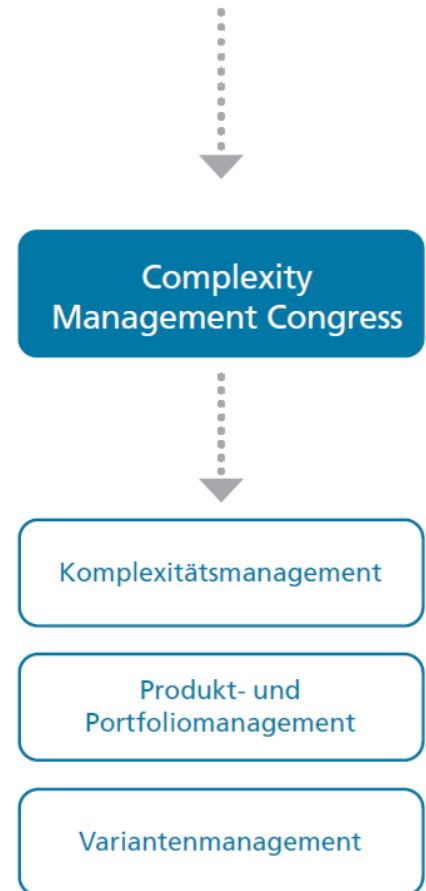 Complexity
Management Congress
Komplexitätsmanagement
Produkt- und
Portfoliomanagement
Variantenmanagement